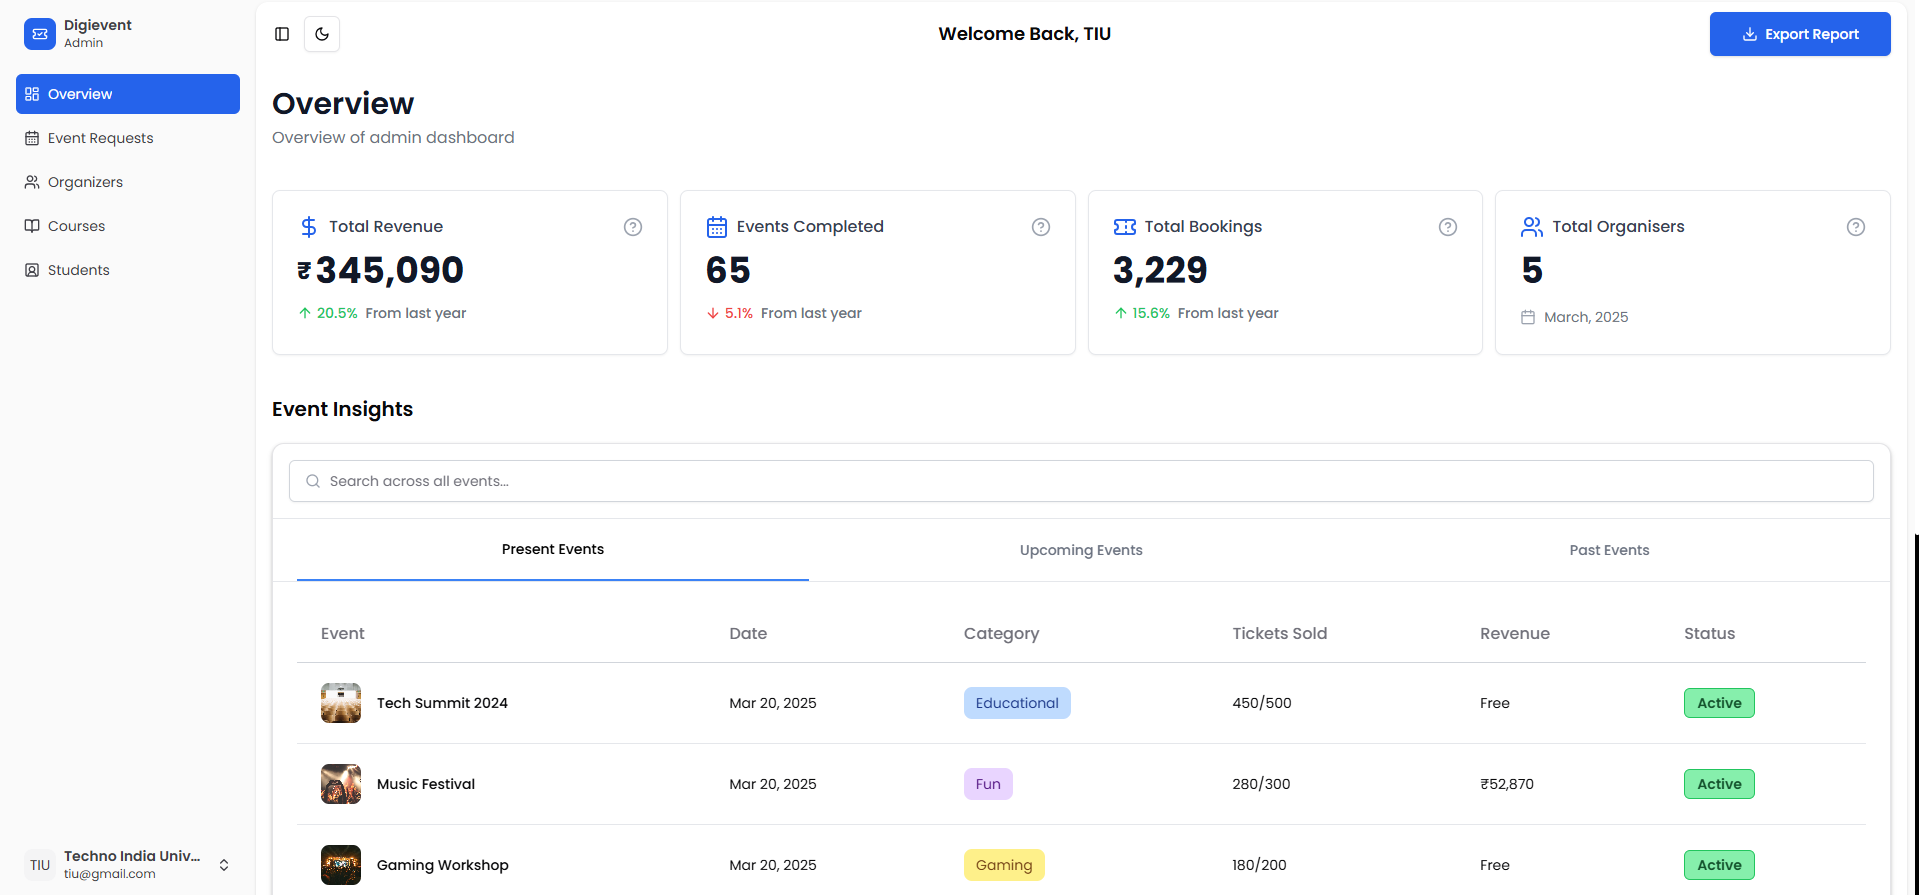 Digievent
Admin
Overview
Event Requests
Organizers
Courses
Students
TIU
Techno India Univ...
tiu@gmail.com
Welcome Back, TIU
Export Report
Overview
Overview of admin dashboard
Total Revenue
₹345,090
20.5% From last year
Events Completed
65
5.1% From last year
Total Bookings
3,229
15.6% From last year
Total Organisers
5
March, 2025
Event Insights
Search across all events...
Present Events Upcoming Events Past Events
Event Date Category Tickets Sold Revenue Status
Tech Summit 2024 Mar 20, 2025 Educational 450/500 Free Active
Music Festival Mar 20, 2025 Fun 280/300 ₹52,870 Active
Gaming Workshop Mar 20, 2025 Gaming 180/200 Free Active